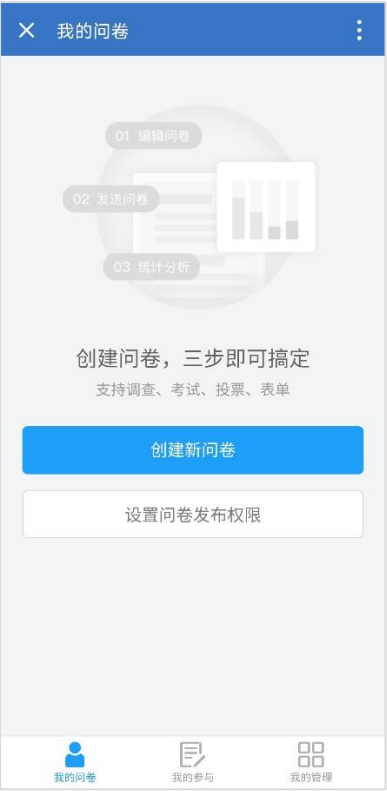 我的问卷
01 编辑问卷
02 发送问卷
03 统计分析
创建问卷，三步即可搞定
支持调查、考试、投票、表单
创建新问卷
设置问卷发布权限
我的问卷
我的参与
我的管理